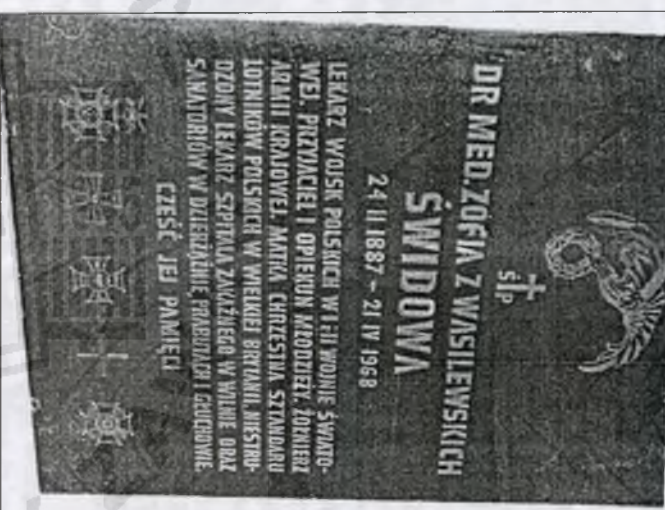 Ś P
DR MED. ZOFIA Z WASILEWSKICH
ŚWIDOWA
24 II 1887 – 21 IV 1968
LEKARZ WOJSK POLSKICH W I i II WOJNIE ŚWIATO-
WEJ, PRZYJACIEL I OPIEKUN MŁODZIEŻY, ŻOŁNIERZ
ARMII KRAJOWEJ, MATKA CHRZESTNA SZTANDARU
LOTNIKÓW POLSKICH W WIELKIEJ BRYTANII, NIESTRU-
DZONY LEKARZ SZPITALA ZAKAŹNEGO W WILNIE ORAZ
SANATORIÓW W DZIERŻĄŻNIE, PRABUTACH I GŁUCHOWIE
CZEŚĆ JEJ PAMIĘCI